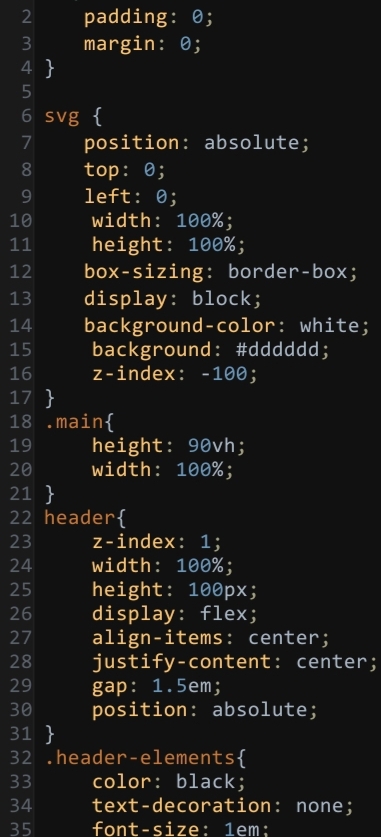 2 padding: 0;
3 margin: 0;
4 }
5
6 svg {
7 position: absolute;
8 top: 0;
9 left: 0;
10 width: 100%;
11 height: 100%;
12 box-sizing: border-box;
13 display: block;
14 background-color: white;
15 background: #dddddd;
16 z-index: -100;
17 }
18 .main{
19 height: 90vh;
20 width: 100%;
21 }
22 header{
23 z-index: 1;
24 width: 100%;
25 height: 100px;
26 display: flex;
27 align-items: center;
28 justify-content: center;
29 gap: 1.5em;
30 position: absolute;
31 }
32 .header-elements{
33 color: black;
34 text-decoration: none;
35 font-size: 1em;